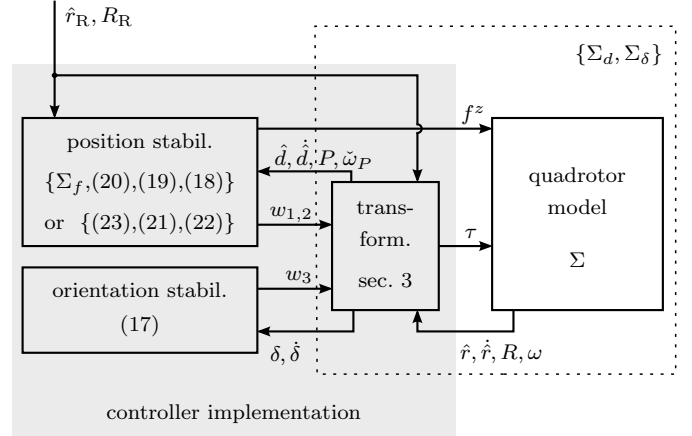 r̂_R, R_R
{Σ_d, Σ_δ}
f^z
position stabil.
{Σ_f,(20),(19),(18)}
or {(23),(21),(22)}
d̂, d̂̇, P, ω̆_P
w_{1,2}
trans-
form.
sec. 3
τ
quadrotor
model
Σ
orientation stabil.
(17)
w_3
δ, δ̇
r̂, r̂̇, R, ω
controller implementation